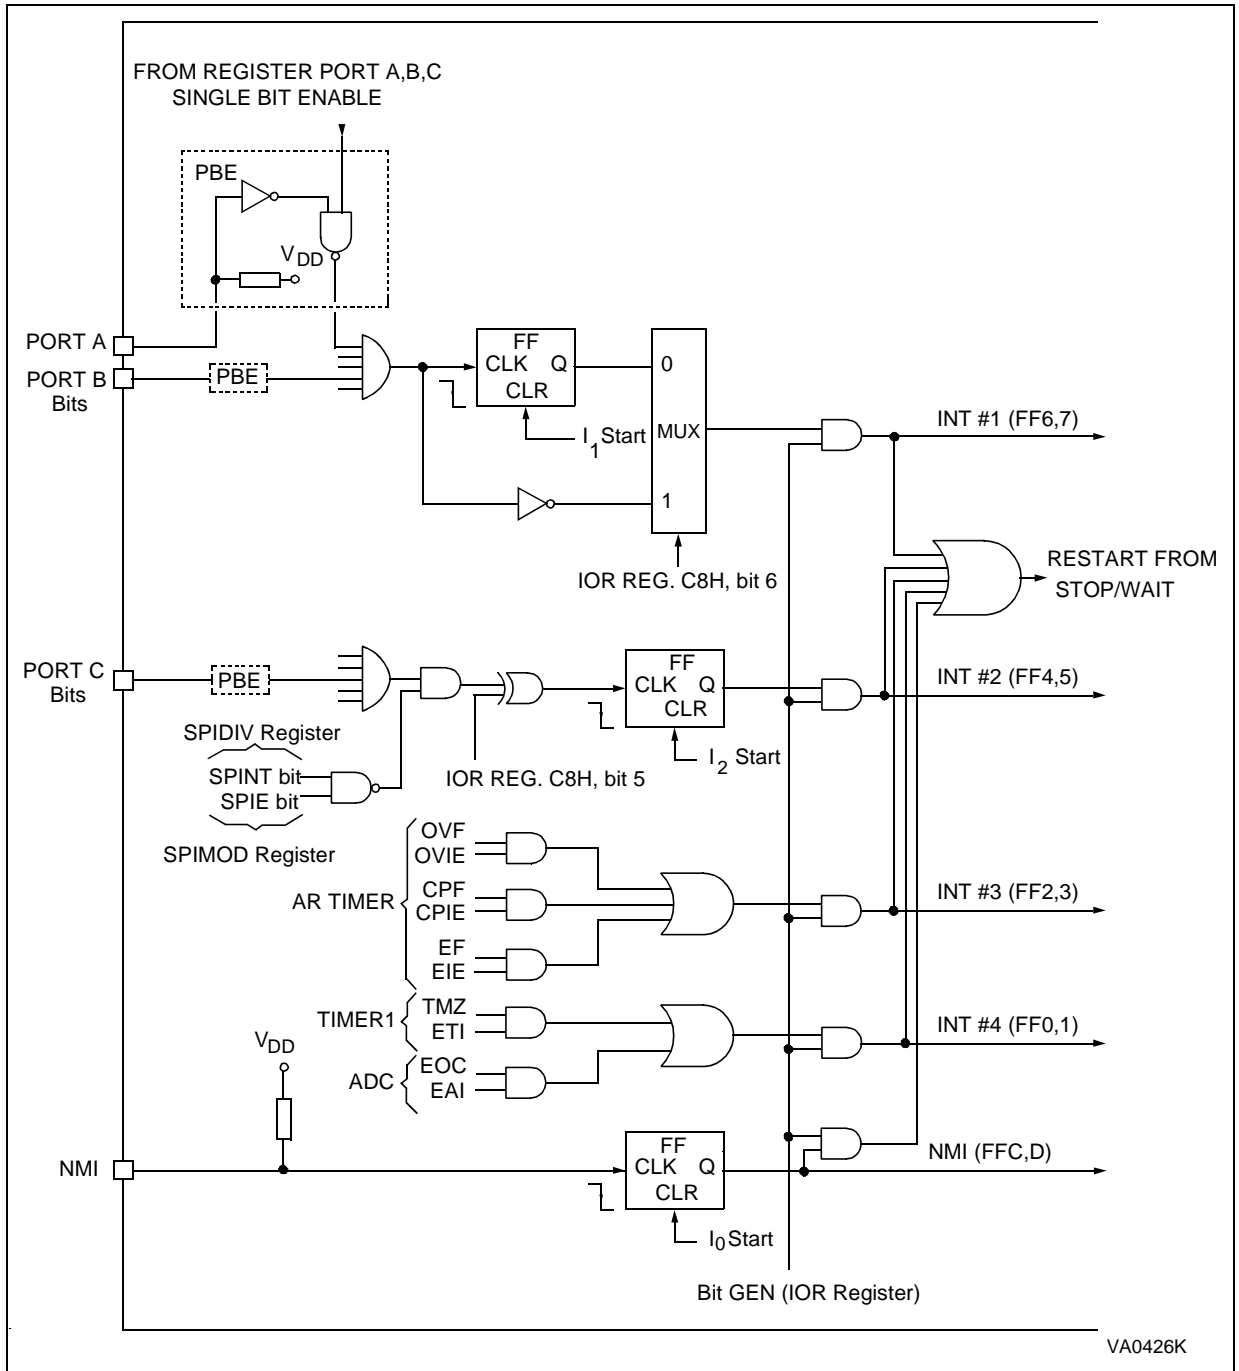 FROM REGISTER PORT A,B,C
SINGLE BIT ENABLE
PBE
VDD
PORT A
PORT B
Bits
PBE
FF
CLK Q
CLR
I1 Start
0
MUX
1
IOR REG. C8H, bit 6
INT #1 (FF6,7)
RESTART FROM
STOP/WAIT
PORT C
Bits
PBE
SPIDIV Register
SPINT bit
SPIE bit
SPIMOD Register
IOR REG. C8H, bit 5
FF
CLK Q
CLR
I2 Start
INT #2 (FF4,5)
AR TIMER
OVF
OVIE
CPF
CPIE
EF
EIE
INT #3 (FF2,3)
TIMER1
TMZ
ETI
ADC
EOC
EAI
INT #4 (FF0,1)
VDD
NMI
FF
CLK Q
CLR
I0 Start
NMI (FFC,D)
Bit GEN (IOR Register)
VA0426K